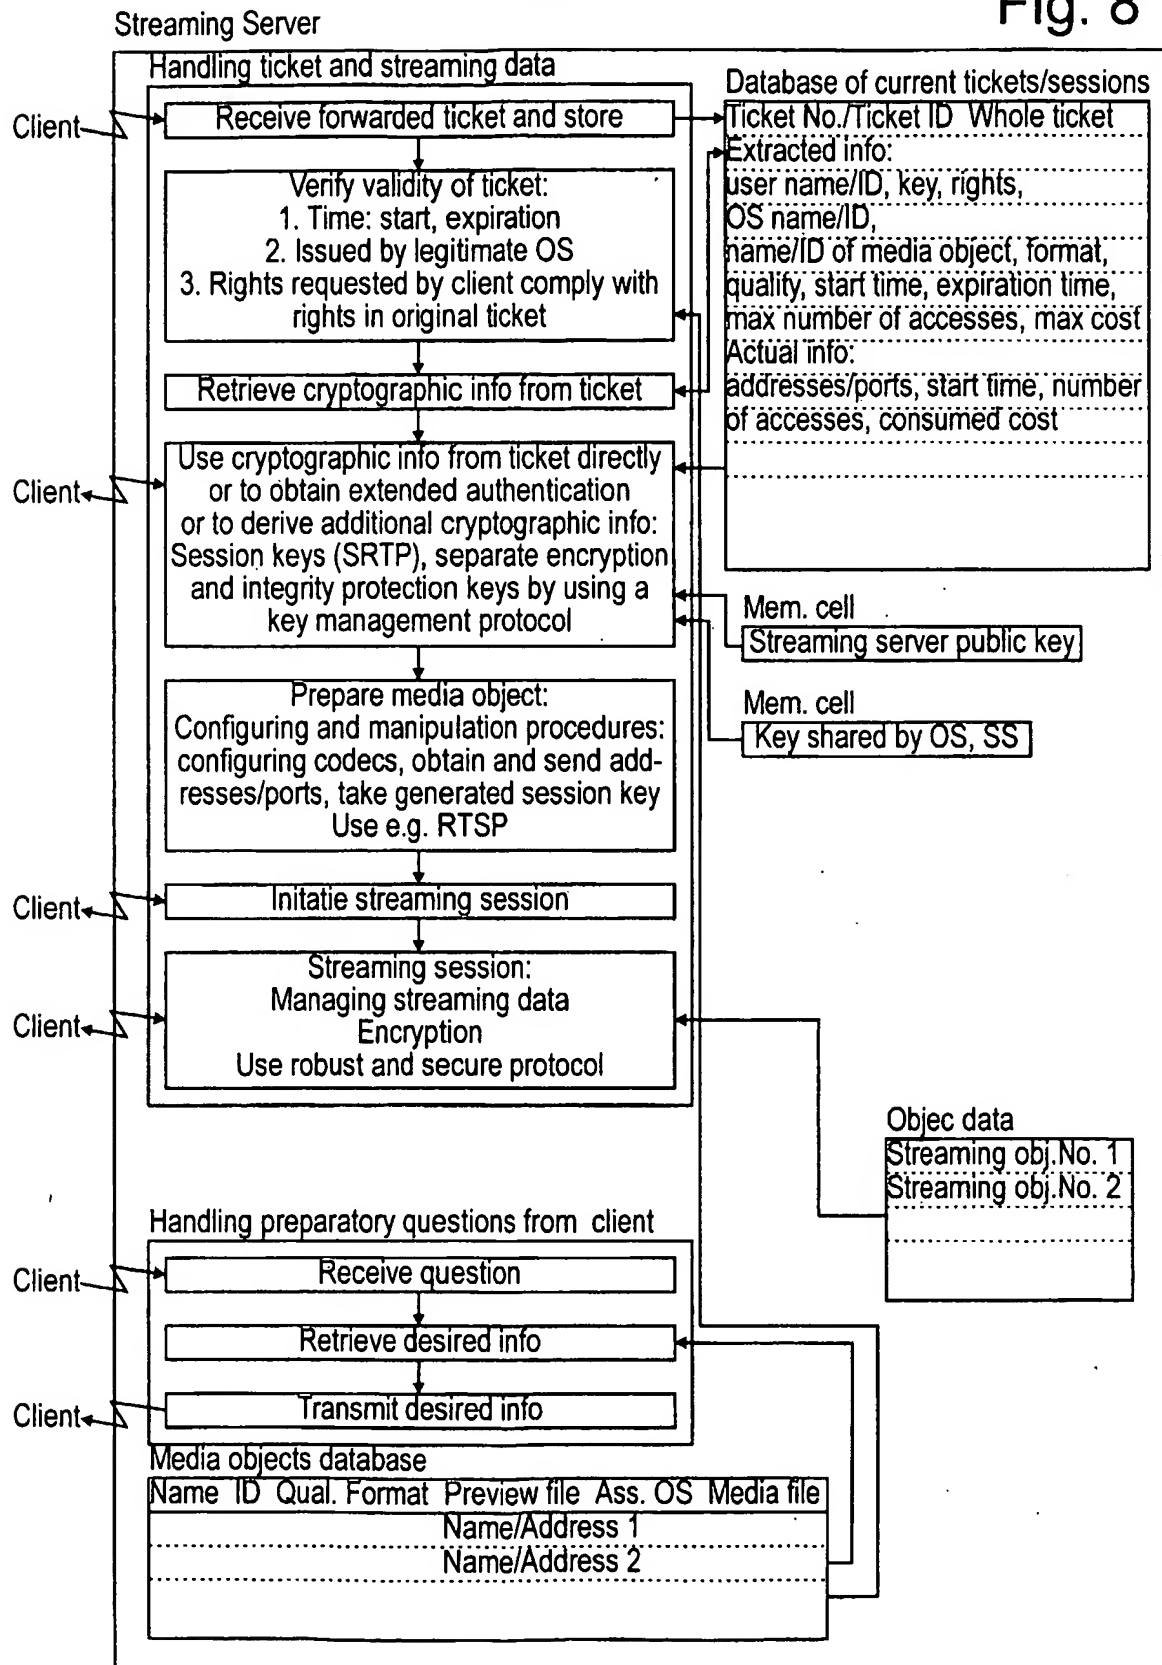 Fig. 8
Streaming Server
Handling ticket and streaming data
Client
Receive forwarded ticket and store
Verify validity of ticket:
1. Time: start, expiration
2. Issued by legitimate OS
3. Rights requested by client comply with
rights in original ticket
Retrieve cryptographic info from ticket
Client
Use cryptographic info from ticket directly
or to obtain extended authentication
or to derive additional cryptographic info:
Session keys (SRTP), separate encryption
and integrity protection keys by using a
key management protocol
Prepare media object:
Configuring and manipulation procedures:
configuring codecs, obtain and send add-
resses/ports, take generated session key
Use e.g. RTSP
Client
Initatie streaming session
Client
Streaming session:
Managing streaming data
Encryption
Use robust and secure protocol
Database of current tickets/sessions
Ticket No./Ticket ID Whole ticket
Extracted info:
user name/ID, key, rights,
OS name/ID,
name/ID of media object, format,
quality, start time, expiration time,
max number of accesses, max cost
Actual info:
addresses/ports, start time, number
of accesses, consumed cost
Mem. cell
Streaming server public key
Mem. cell
Key shared by OS, SS
Objec data
Streaming obj.No. 1
Streaming obj.No. 2
Handling preparatory questions from client
Client
Receive question
Retrieve desired info
Client
Transmit desired info
Media objects database
Name ID Qual. Format Preview file Ass. OS Media file
Name/Address 1
Name/Address 2